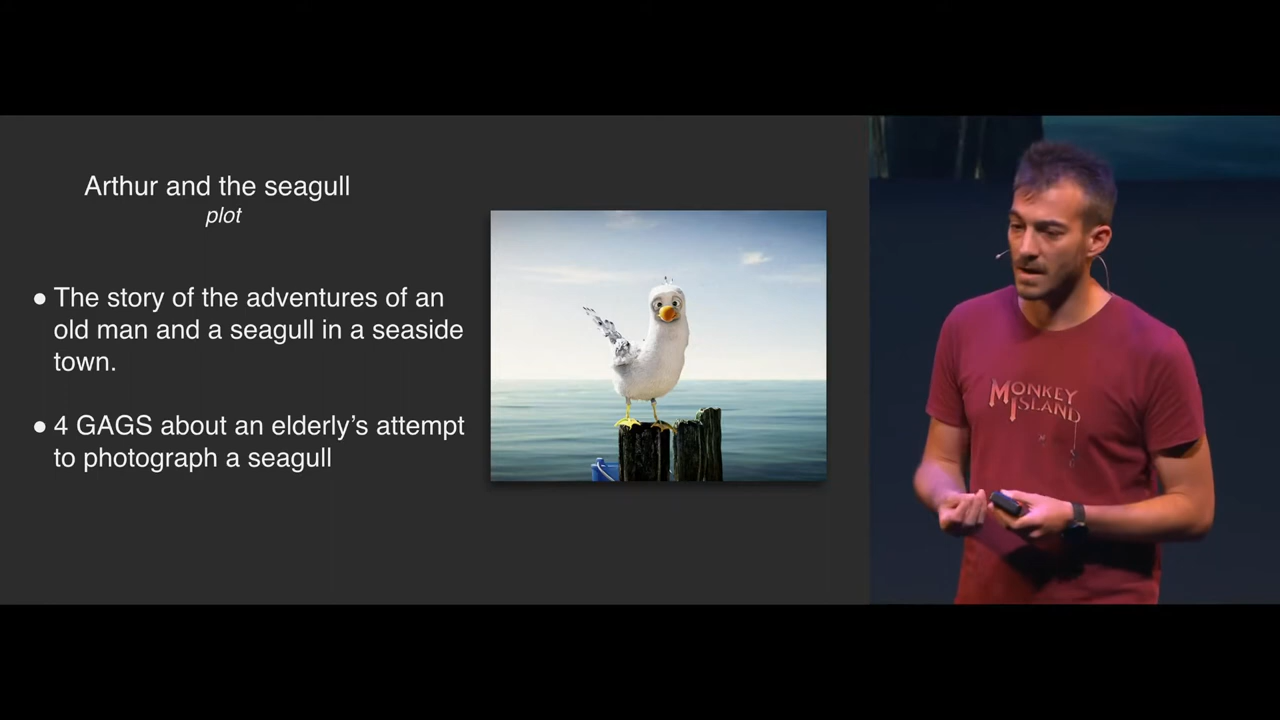 Arthur and the seagull
plot
● The story of the adventures of an
old man and a seagull in a seaside
town.
● 4 GAGS about an elderly’s attempt
to photograph a seagull
MONKEY
ISLAND